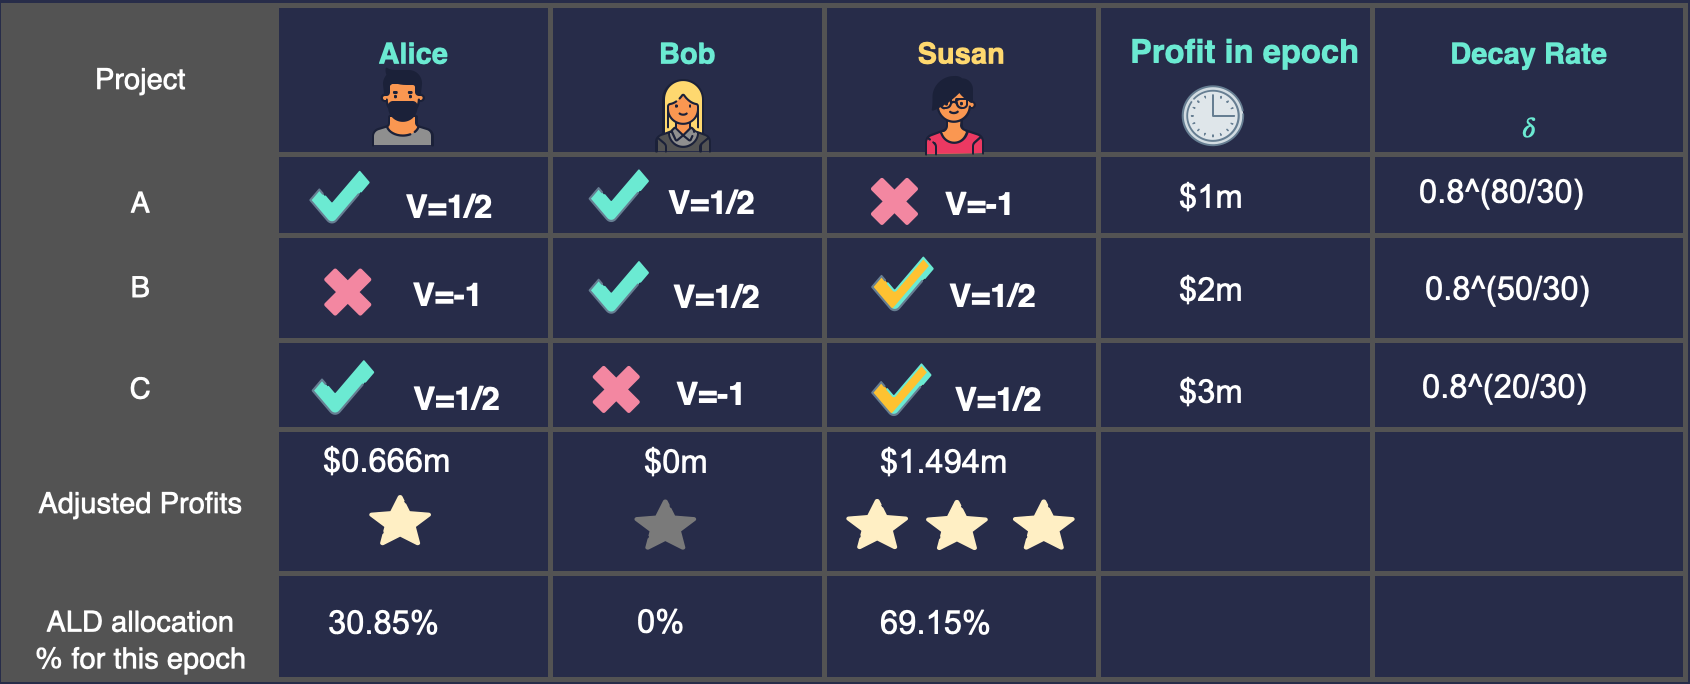 Project
Alice
Bob
Susan
Profit in epoch
Decay Rate
δ
A
V=1/2
V=1/2
V=-1
$1m
0.8^(80/30)
B
V=-1
V=1/2
V=1/2
$2m
0.8^(50/30)
C
V=1/2
V=-1
V=1/2
$3m
0.8^(20/30)
Adjusted Profits
$0.666m
$0m
$1.494m
ALD allocation
% for this epoch
30.85%
0%
69.15%